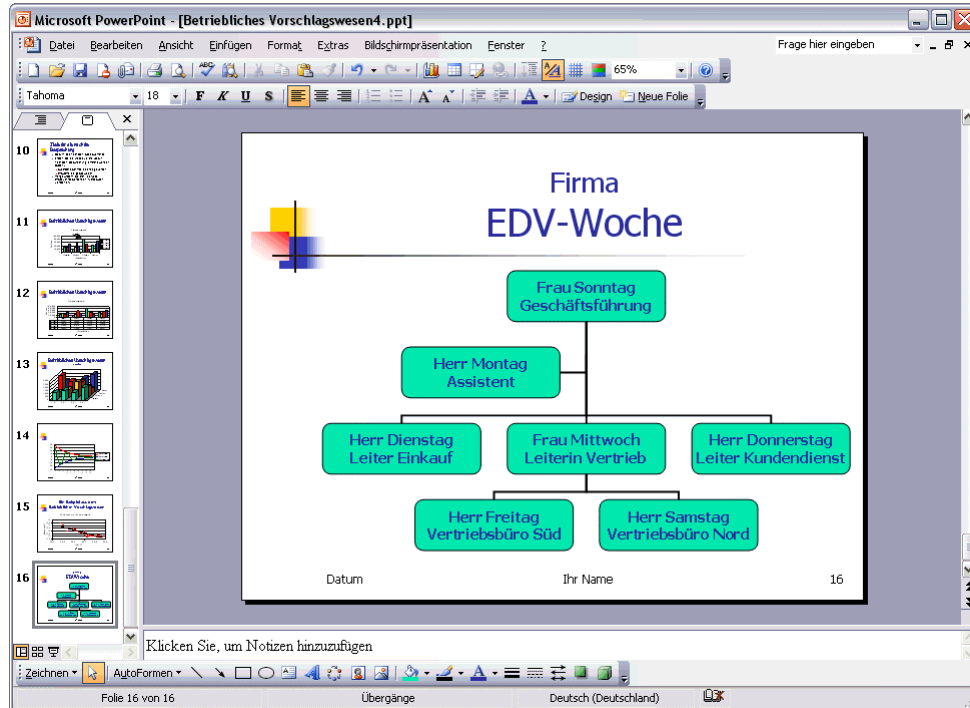 Microsoft PowerPoint - [Betriebliches Vorschlagswesen4.ppt]
Datei Bearbeiten Ansicht Einfügen Format Extras Bildschirmpräsentation Fenster ?
Frage hier eingeben
65%
Tahoma 18 F K U S Design Neue Folie
10
11
12
13
14
15
16
Firma
EDV-Woche
Frau Sonntag
Geschäftsführung
Herr Montag
Assistent
Herr Dienstag
Leiter Einkauf
Frau Mittwoch
Leiterin Vertrieb
Herr Donnerstag
Leiter Kundendienst
Herr Freitag
Vertriebsbüro Süd
Herr Samstag
Vertriebsbüro Nord
Datum Ihr Name 16
Klicken Sie, um Notizen hinzuzufügen
Zeichnen AutoFormen
Folie 16 von 16 Übergänge Deutsch (Deutschland)